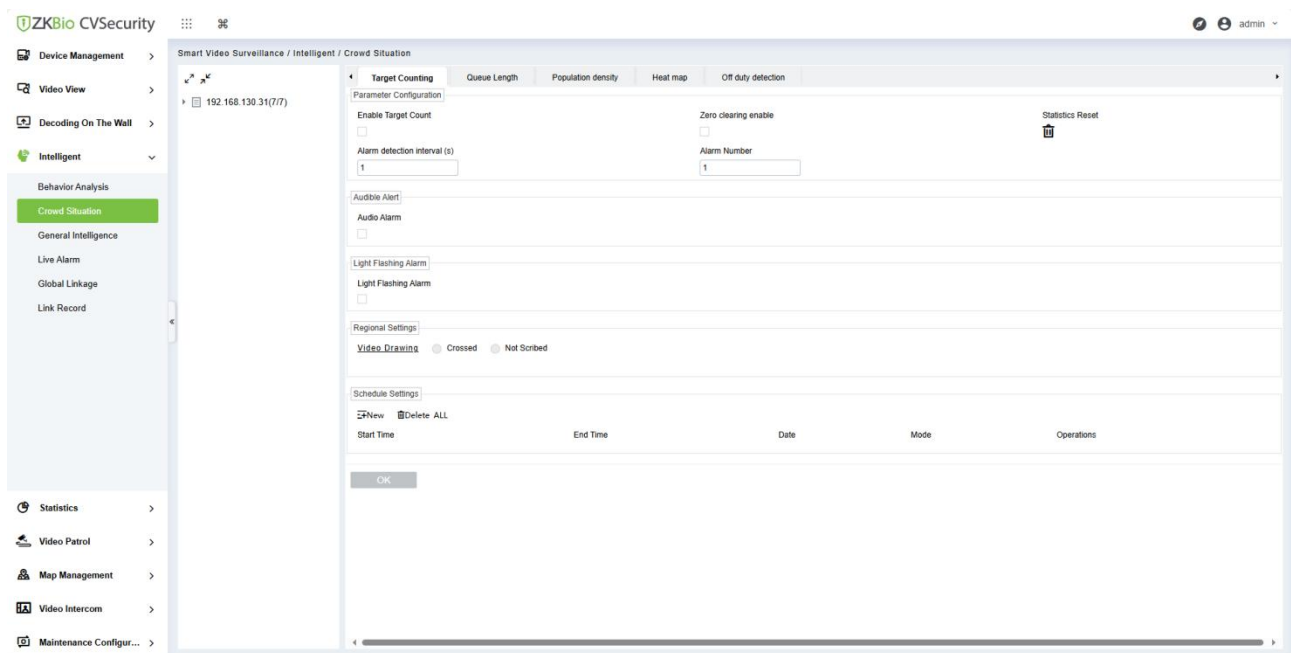 ZKBio CVSecurity
admin
Device Management
Video View
Decoding On The Wall
Intelligent
Behavior Analysis
Crowd Situation
General Intelligence
Live Alarm
Global Linkage
Link Record
Statistics
Video Patrol
Map Management
Video Intercom
Maintenance Configur...
Smart Video Surveillance / Intelligent / Crowd Situation
192.168.130.31(7/7)
Target Counting Queue Length Population density Heat map Off duty detection
Parameter Configuration
Enable Target Count Zero clearing enable Statistics Reset
Alarm detection interval (s) Alarm Number
1 1
Audible Alert
Audio Alarm
Light Flashing Alarm
Light Flashing Alarm
Regional Settings
Video Drawing Crossed Not Scribed
Schedule Settings
New Delete ALL
Start Time End Time Date Mode Operations
OK